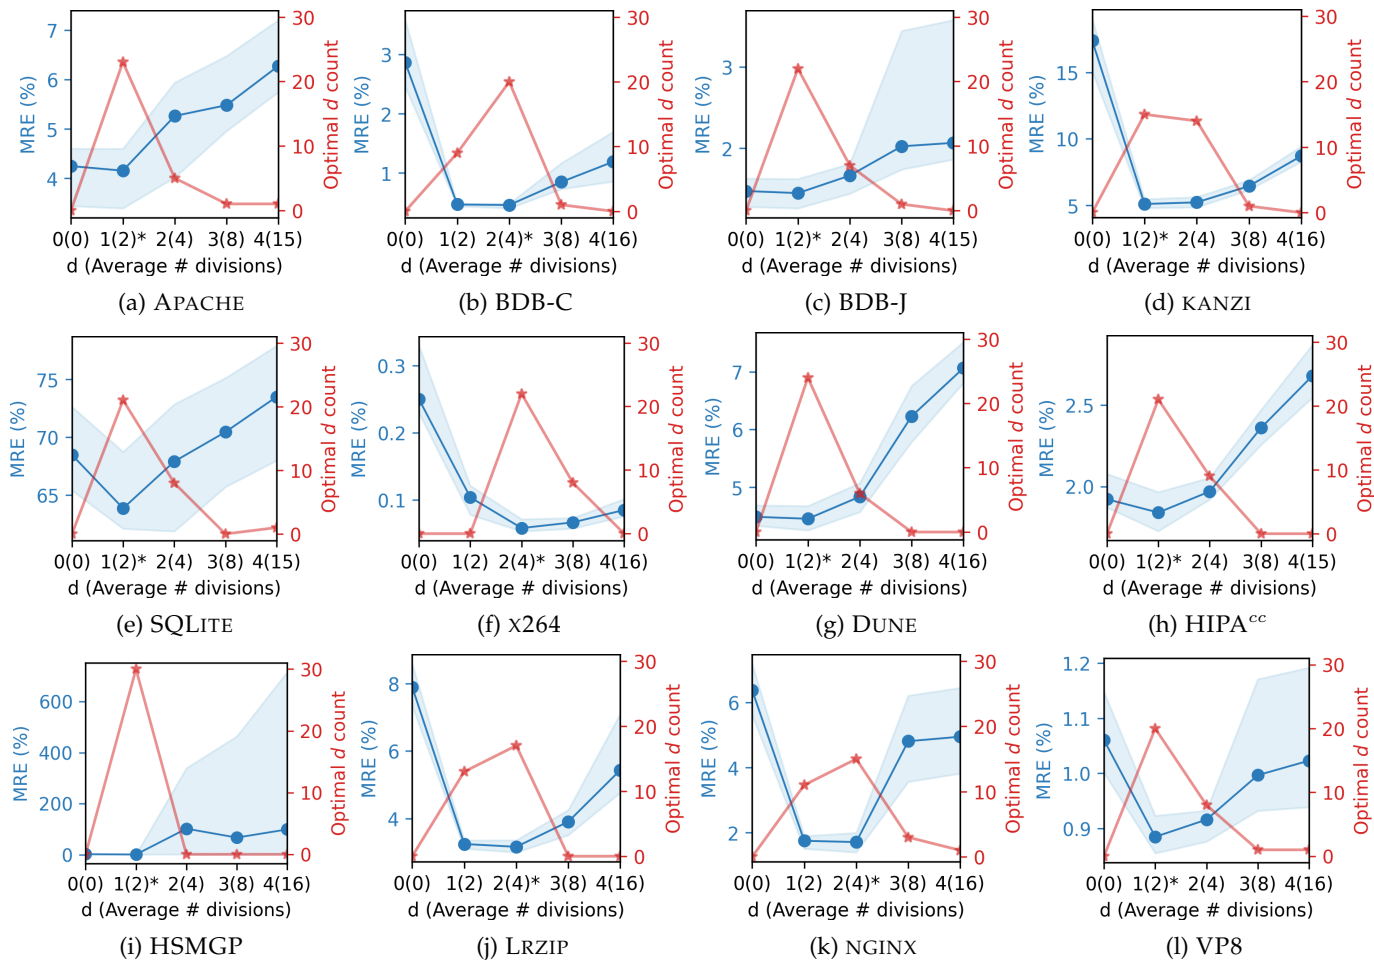 7
6
5
4
MRE (%)
30
20
10
0
Optimal d count
0(0) 1(2)* 2(4) 3(8) 4(15)
d (Average # divisions)
(a) APACHE
3
2
1
MRE (%)
30
20
10
0
Optimal d count
0(0) 1(2) 2(4)* 3(8) 4(16)
d (Average # divisions)
(b) BDB-C
3
2
MRE (%)
30
20
10
0
Optimal d count
0(0) 1(2)* 2(4) 3(8) 4(15)
d (Average # divisions)
(c) BDB-J
15
10
5
MRE (%)
30
20
10
0
Optimal d count
0(0) 1(2)* 2(4) 3(8) 4(16)
d (Average # divisions)
(d) KANZI
75
70
65
MRE (%)
30
20
10
0
Optimal d count
0(0) 1(2)* 2(4) 3(8) 4(15)
d (Average # divisions)
(e) SQLITE
0.3
0.2
0.1
MRE (%)
30
20
10
0
Optimal d count
0(0) 1(2) 2(4)* 3(8) 4(16)
d (Average # divisions)
(f) X264
7
6
5
MRE (%)
30
20
10
0
Optimal d count
0(0) 1(2)* 2(4) 3(8) 4(16)
d (Average # divisions)
(g) DUNE
2.5
2.0
MRE (%)
30
20
10
0
Optimal d count
0(0) 1(2)* 2(4) 3(8) 4(15)
d (Average # divisions)
(h) HIPAcc
600
400
200
0
MRE (%)
30
20
10
0
Optimal d count
0(0) 1(2)* 2(4) 3(8) 4(16)
d (Average # divisions)
(i) HSMGP
8
6
4
MRE (%)
30
20
10
0
Optimal d count
0(0) 1(2) 2(4)* 3(8) 4(16)
d (Average # divisions)
(j) LRZIP
6
4
2
MRE (%)
30
20
10
0
Optimal d count
0(0) 1(2) 2(4)* 3(8) 4(16)
d (Average # divisions)
(k) NGINX
1.2
1.1
1.0
0.9
MRE (%)
30
20
10
0
Optimal d count
0(0) 1(2)* 2(4) 3(8) 4(16)
d (Average # divisions)
(l) VP8